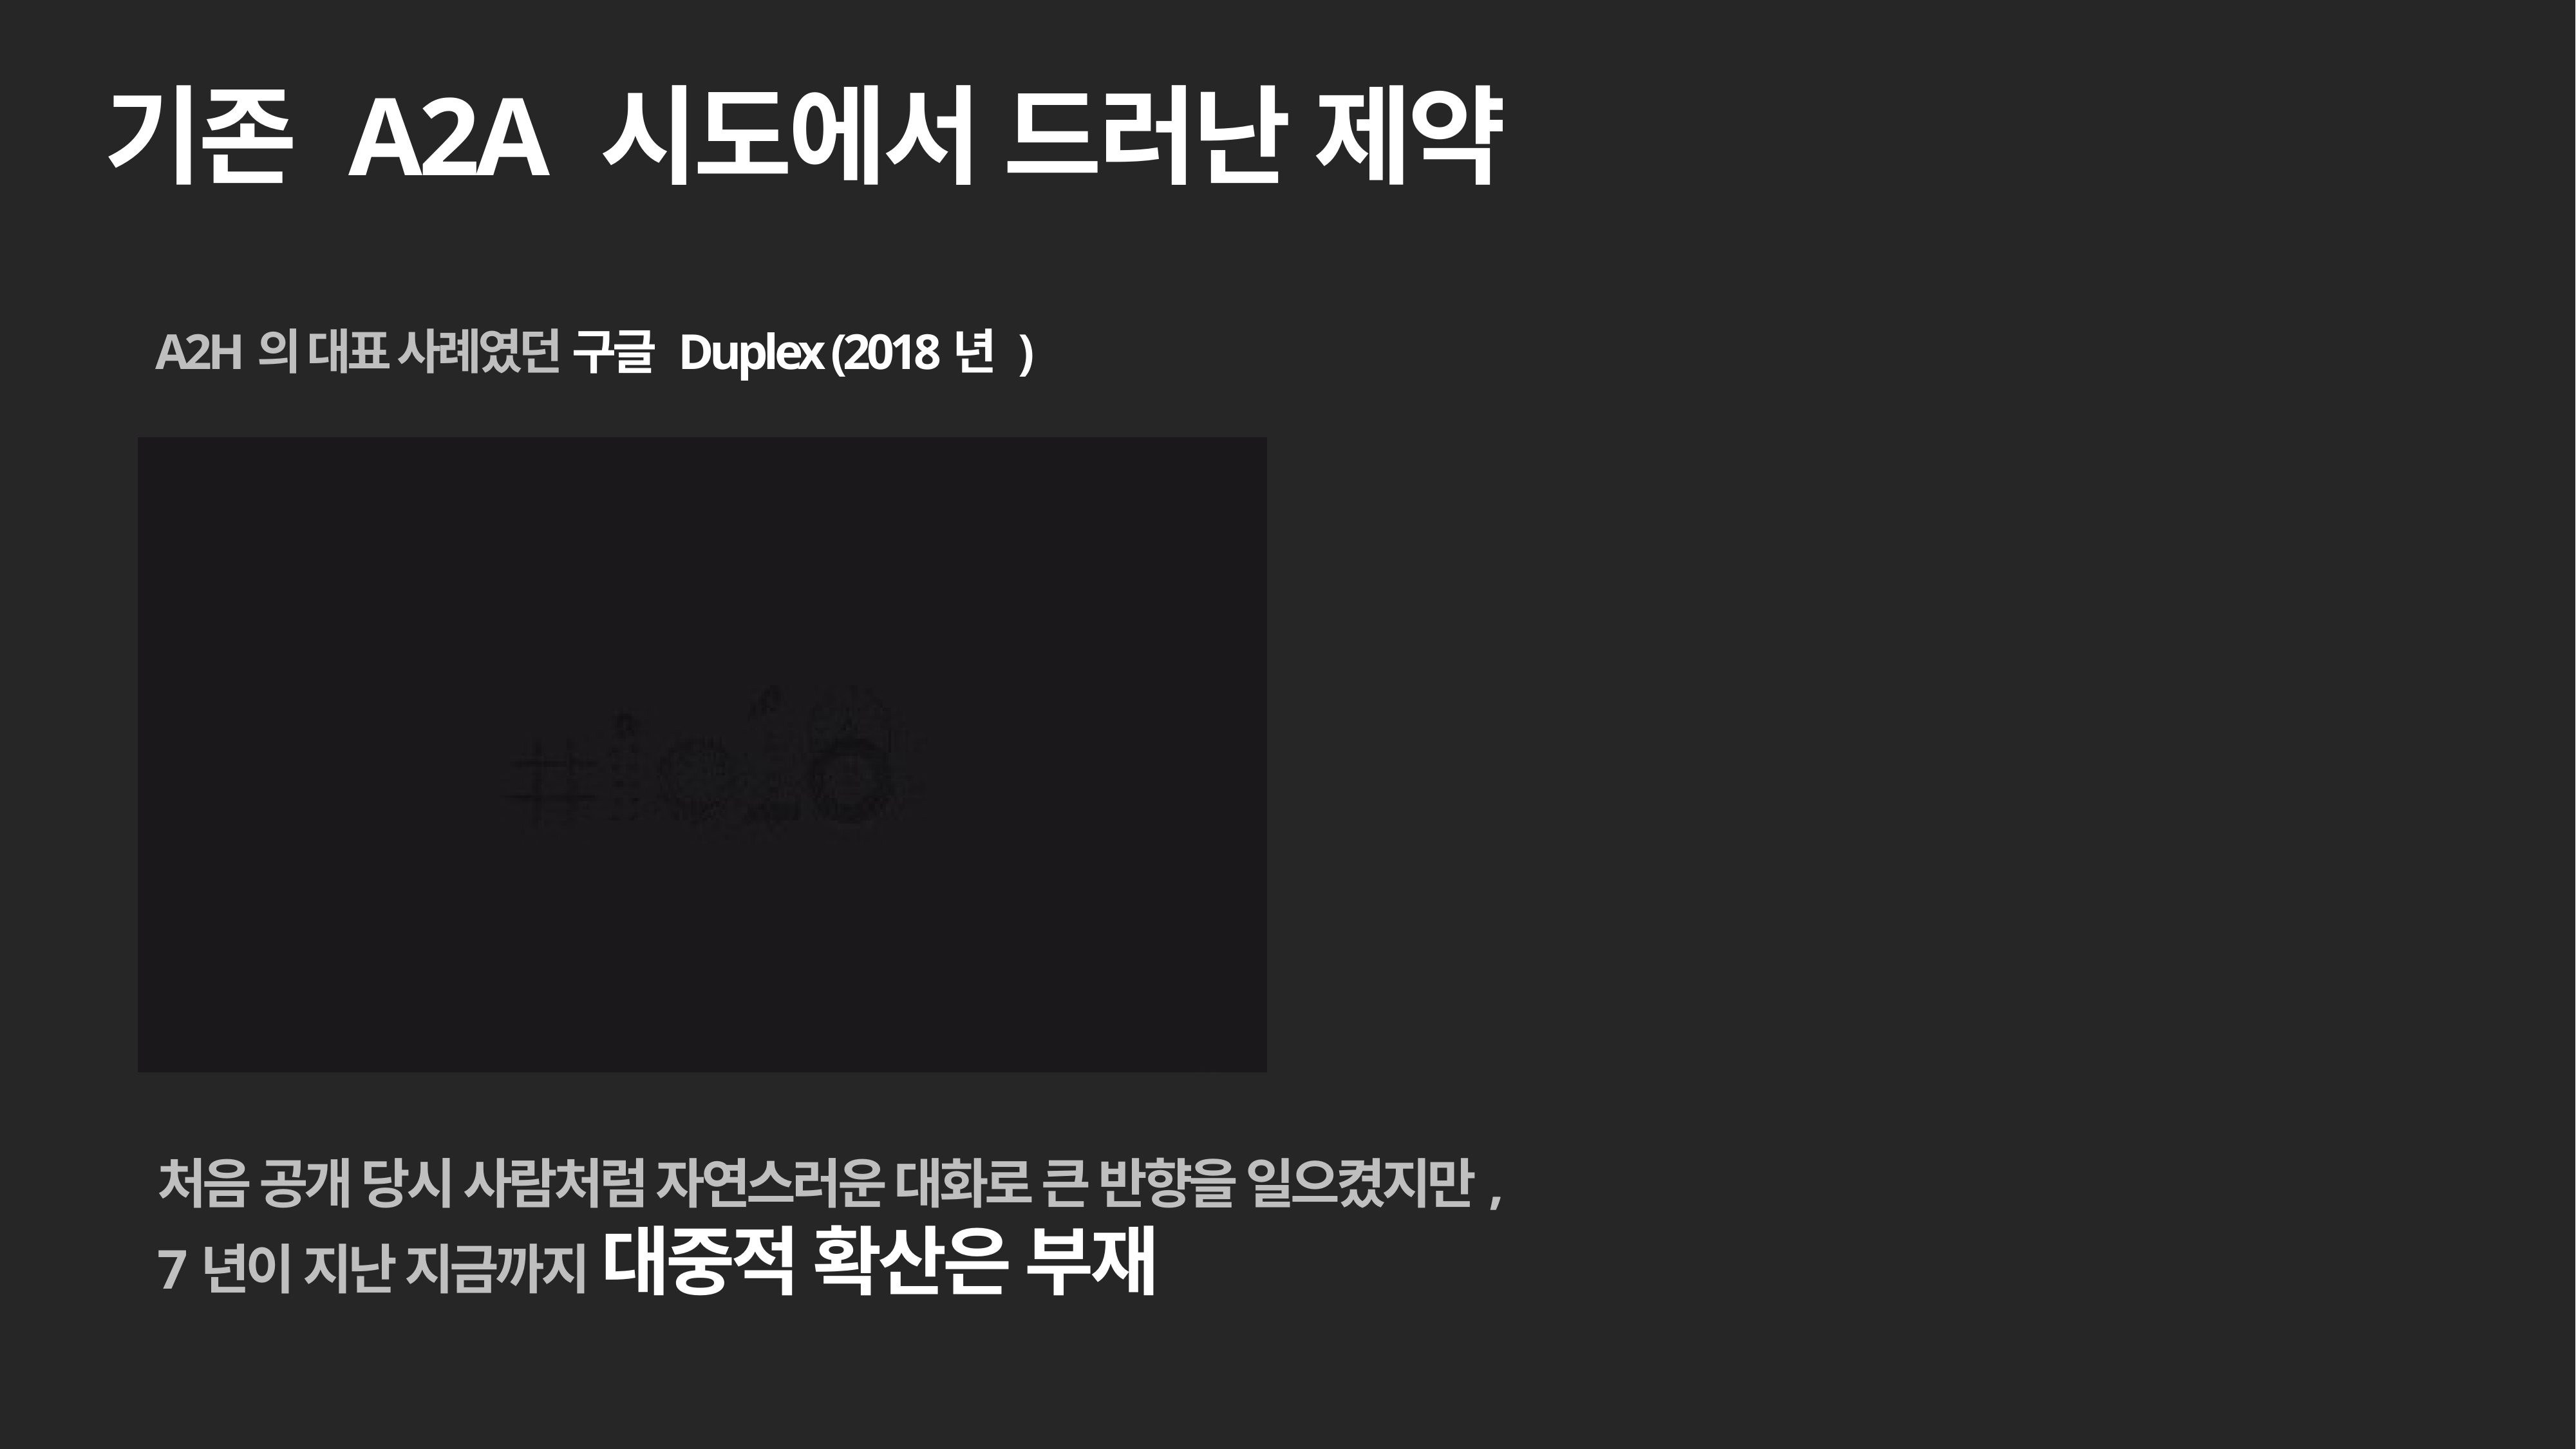 기존 A2A 시도에서 드러난 제약
A2H 의 대표 사례였던 구글 Duplex (2018 년 )
#io18
처음 공개 당시 사람처럼 자연스러운 대화로 큰 반향을 일으켰지만 ,
7 년이 지난 지금까지 대중적 확산은 부재